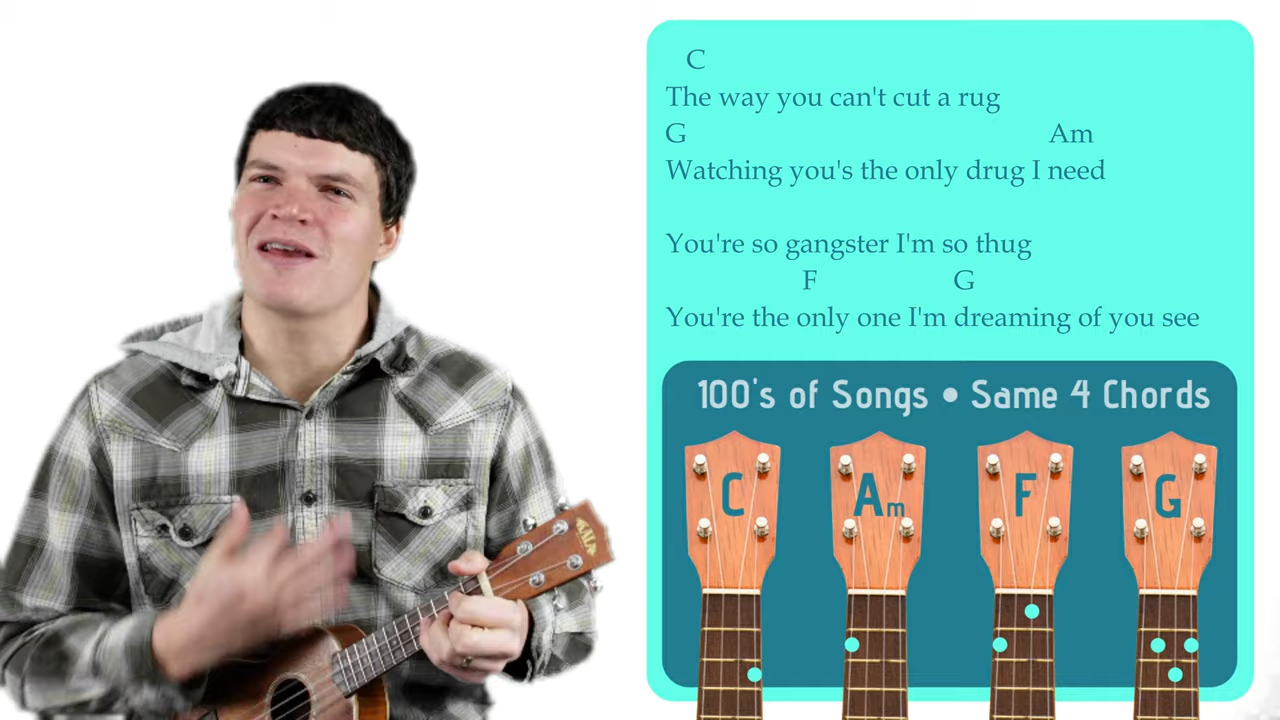 C
The way you can't cut a rug
G Am
Watching you's the only drug I need
You're so gangster I'm so thug
F G
You're the only one I'm dreaming of you see
100's of Songs • Same 4 Chords
C Am F G
KALA